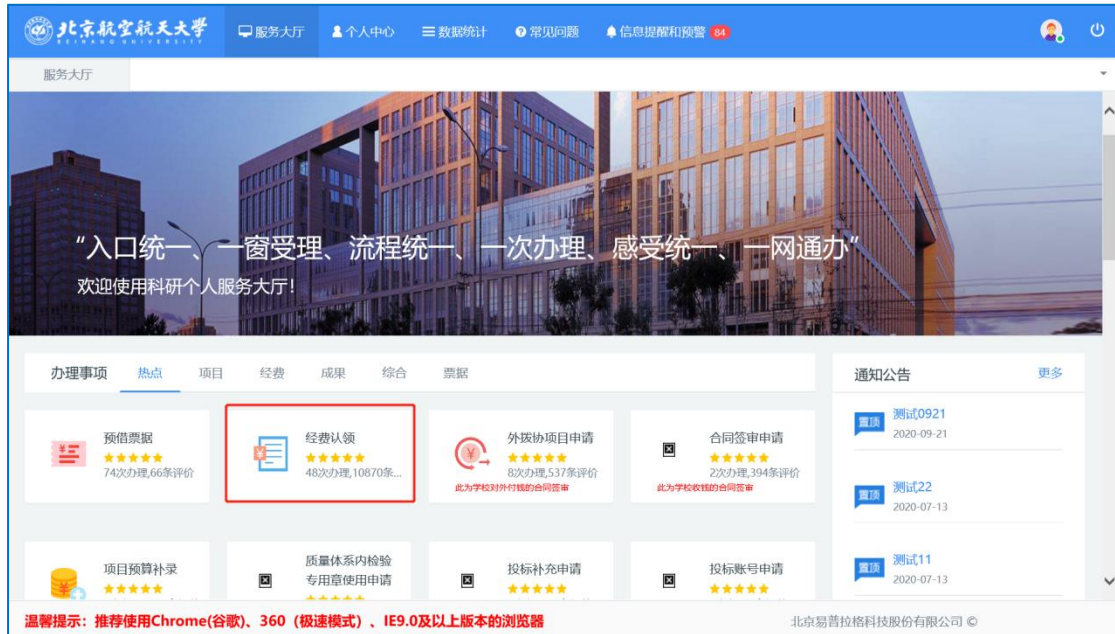 北京航空航天大學
BEIHANG UNIVERSITY
服务大厅
个人中心
数据统计
常见问题
信息提醒和预警 84
服务大厅
“入口统一、一窗受理、流程统一、一次办理、感受统一、一网通办”
欢迎使用科研个人服务大厅!
办理事项 热点 项目 经费 成果 综合 票据
预借票据
74次办理,66条评价
经费认领
48次办理,10870条...
外拨协项目申请
8次办理,537条评价
此为学校对外付钱的合同签审
合同签审申请
2次办理,394条评价
此为学校收钱的合同签审
项目预算补录
质量体系内检验
专用章使用申请
投标补充申请
投标账号申请
通知公告 更多
置顶 测试0921
2020-09-21
置顶 测试22
2020-07-13
置顶 测试11
2020-07-13
温馨提示：推荐使用Chrome(谷歌)、360（极速模式）、IE9.0及以上版本的浏览器
北京易普拉格科技股份有限公司 ©